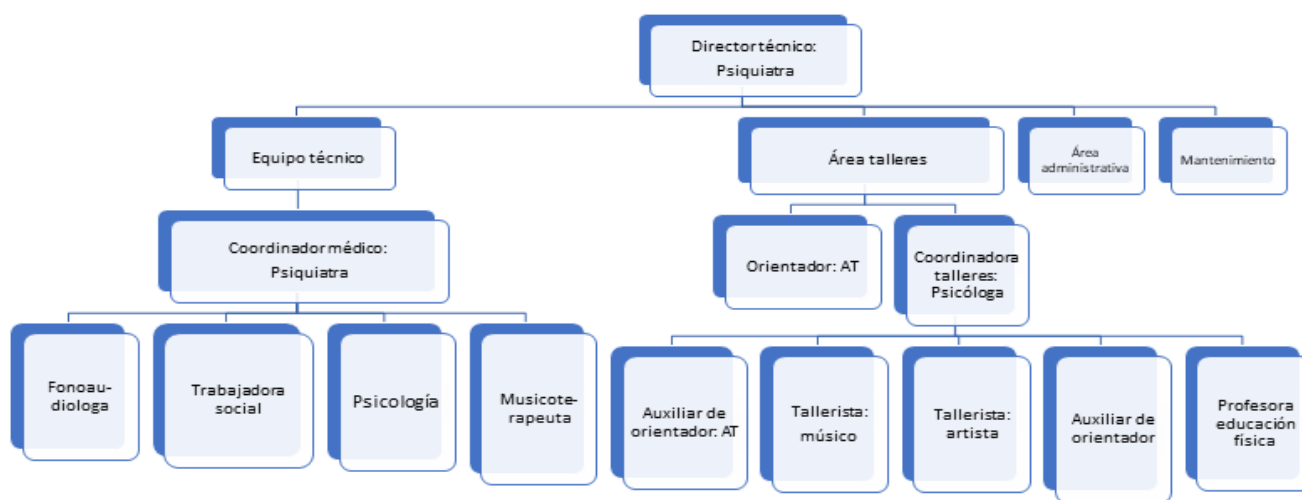 Director técnico:
Psiquiatra
Equipo técnico
Área talleres
Área
administrativa
Mantenimiento
Coordinador médico:
Psiquiatra
Orientador: AT
Coordinadora
talleres:
Psicóloga
Fonoau-
diologa
Trabajadora
social
Psicología
Musicote-
rapeuta
Auxiliar de
orientador: AT
Tallerista:
músico
Tallerista:
artista
Auxiliar de
orientador
Profesora
educación
física